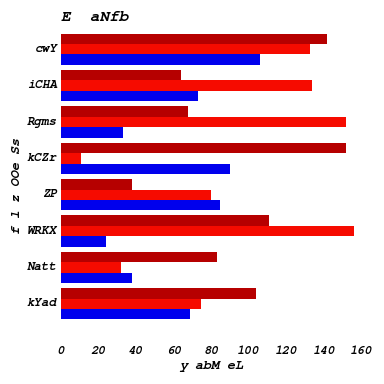 E  aNfb
cwY
iCHA
Rgms
kCZr
ZP
WRKX
Natt
kYad
f l z OOe Ss
0 20 40 60 80 100 120 140 160
y abM eL